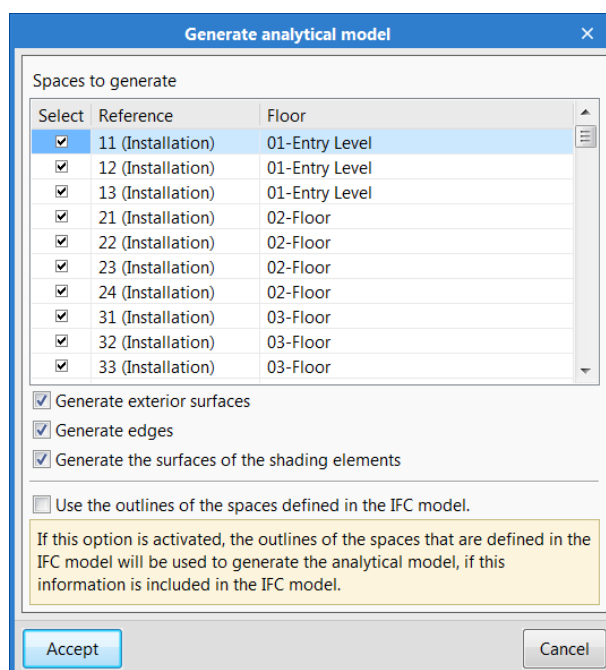 Generate analytical model
Spaces to generate
Select Reference Floor
11 (Installation) 01-Entry Level
12 (Installation) 01-Entry Level
13 (Installation) 01-Entry Level
21 (Installation) 02-Floor
22 (Installation) 02-Floor
23 (Installation) 02-Floor
24 (Installation) 02-Floor
31 (Installation) 03-Floor
32 (Installation) 03-Floor
33 (Installation) 03-Floor
Generate exterior surfaces
Generate edges
Generate the surfaces of the shading elements
Use the outlines of the spaces defined in the IFC model.
If this option is activated, the outlines of the spaces that are defined in the
IFC model will be used to generate the analytical model, if this
information is included in the IFC model.
Accept Cancel